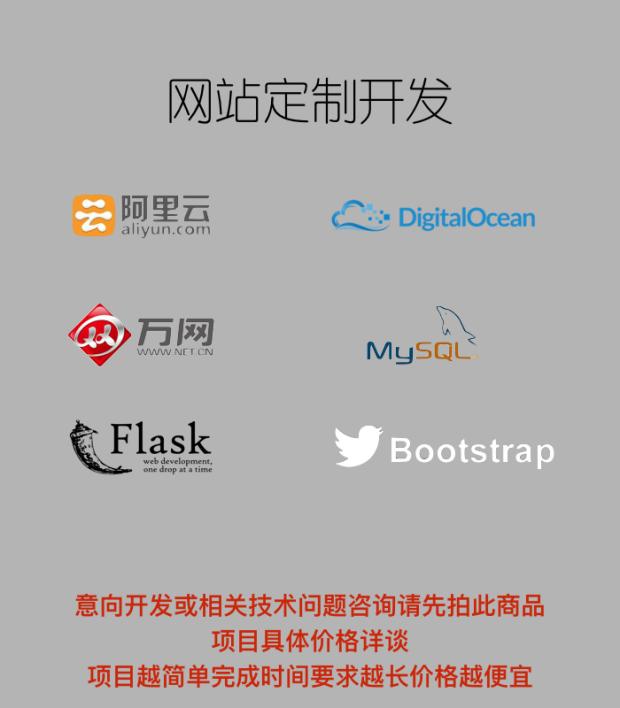 网站定制开发
阿里云
aliyun.com
DigitalOcean
万网
WWW.NET.CN
MySQL
Flask
web development,
one drop at a time
Bootstrap
意向开发或相关技术问题咨询请先拍此商品
项目具体价格详谈
项目越简单完成时间要求越长价格越便宜